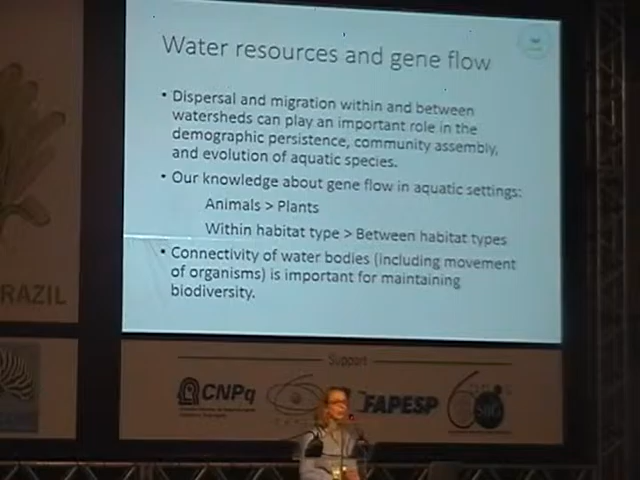 Water resources and gene flow
• Dispersal and migration within and between
watersheds can play an important role in the
demographic persistence, community assembly,
and evolution of aquatic species.
• Our knowledge about gene flow in aquatic settings:
Animals > Plants
Within habitat type > Between habitat types
• Connectivity of water bodies (including movement
of organisms) is important for maintaining
biodiversity.
RAZIL
Support
CNPq
FAPESP